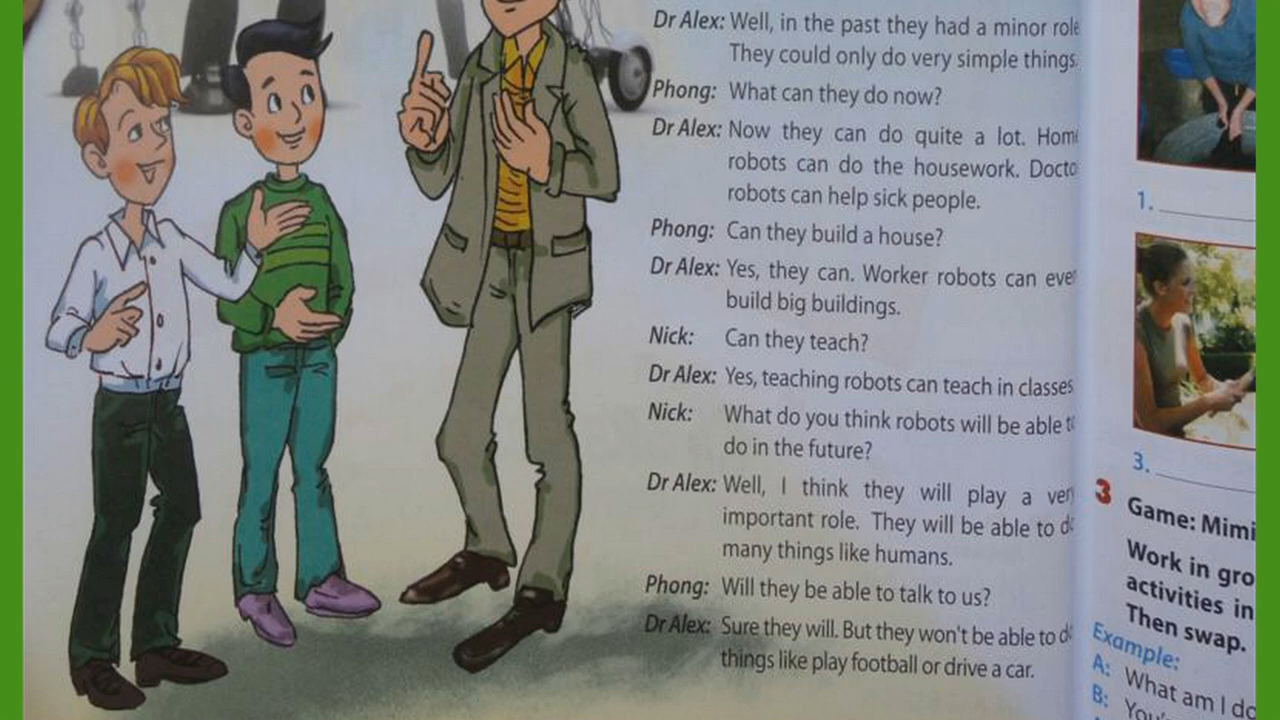 Dr Alex: Well, in the past they had a minor role
They could only do very simple things.
Phong: What can they do now?
Dr Alex: Now they can do quite a lot. Hom
robots can do the housework. Docto
robots can help sick people.
Phong: Can they build a house?
Dr Alex: Yes, they can. Worker robots can eve
build big buildings.
Nick: Can they teach?
Dr Alex: Yes, teaching robots can teach in classes
Nick: What do you think robots will be able t
do in the future?
Dr Alex: Well, I think they will play a very
important role. They will be able to d
many things like humans.
Phong: Will they be able to talk to us?
Dr Alex: Sure they will. But they won't be able to d
things like play football or drive a car.
1.
3.
3 Game: Mimi
Work in gro
activities in
Then swap.
Example:
A: What am I do
B: You're